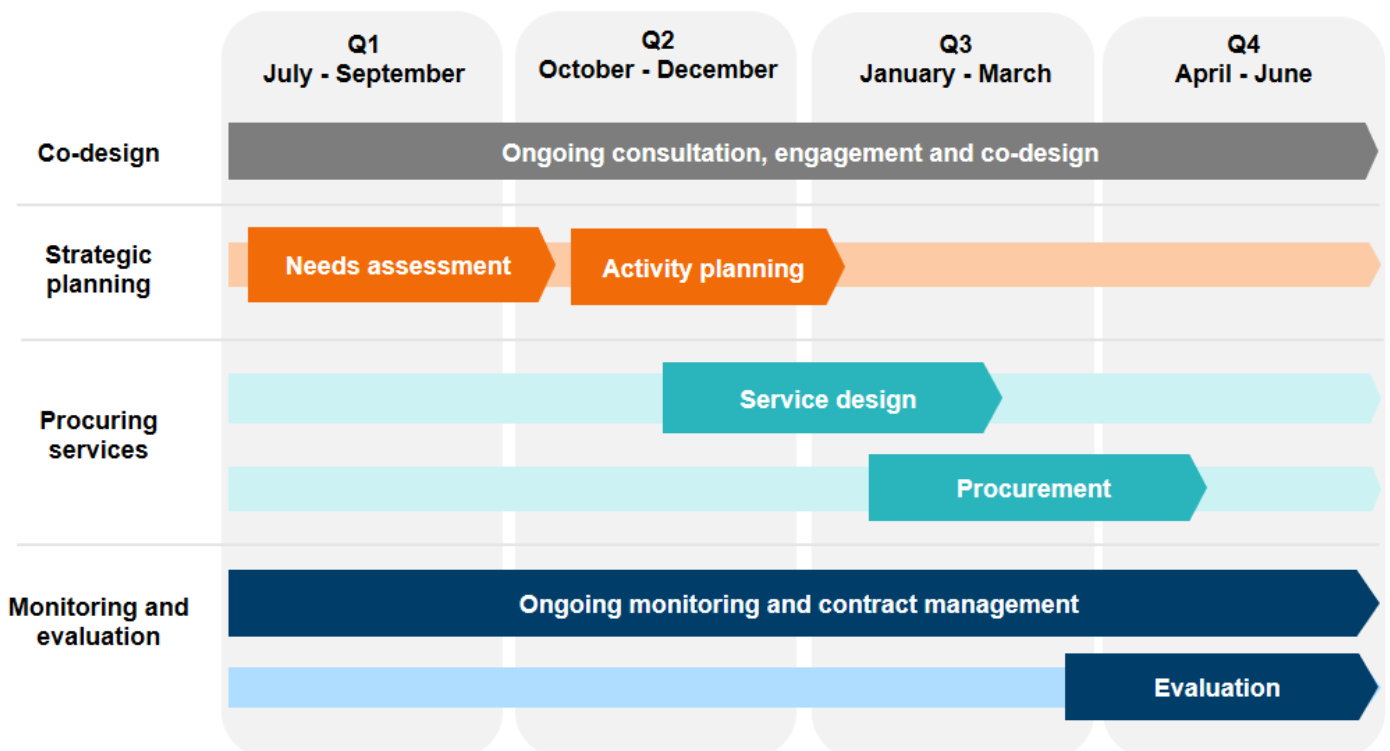 Q1
July - September
Q2
October - December
Q3
January - March
Q4
April - June
Co-design
Ongoing consultation, engagement and co-design
Strategic
planning
Needs assessment
Activity planning
Procuring
services
Service design
Procurement
Monitoring and
evaluation
Ongoing monitoring and contract management
Evaluation